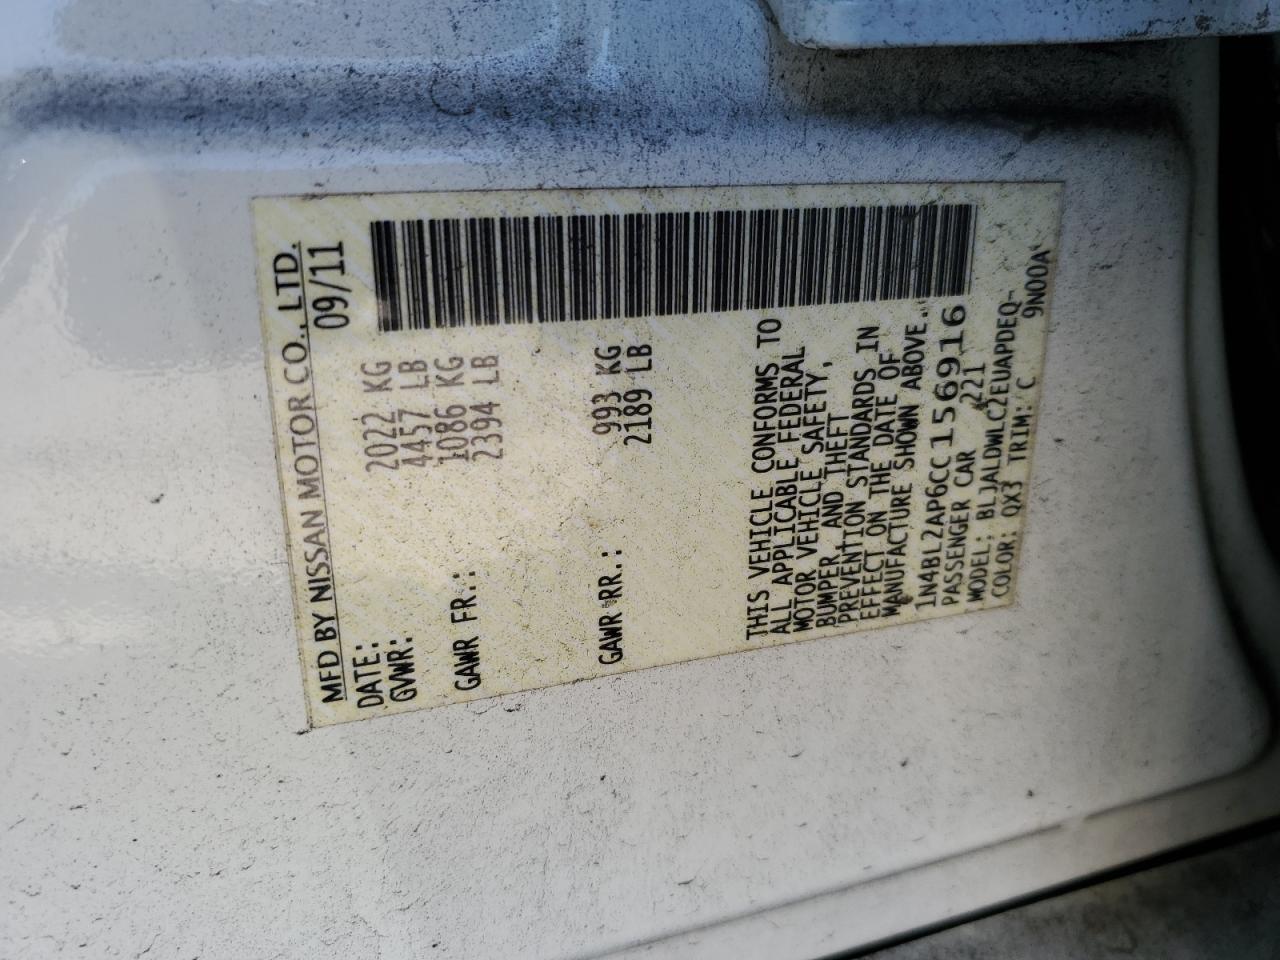 MFD BY NISSAN MOTOR CO., LTD.
DATE: 09/11
GVWR: 2022 KG
4457 LB
GAWR FR.: 1086 KG
2394 LB
GAWR RR.: 993 KG
2189 LB
THIS VEHICLE CONFORMS TO
ALL APPLICABLE FEDERAL
MOTOR VEHICLE SAFETY,
BUMPER, AND THEFT
PREVENTION STANDARDS IN
EFFECT ON THE DATE OF
MANUFACTURE SHOWN ABOVE.
1N4BL2AP6CC156916
PASSENGER CAR 221
MODEL: BLJALDWLC2EUAPDEQ-
COLOR: QX3 TRIM: C 9N00A